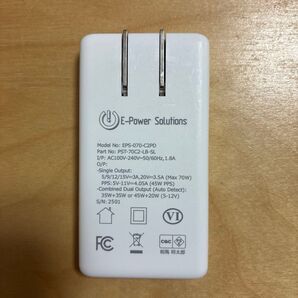 E-Power Solutions
Model No: EPS-070-C2PD
Part No: PST-70C2-LB-SL
I/P: AC100V-240V~50/60Hz, 1.8A
O/P:
-Single Output:
5/9/12/15V=3A,20V=3.5A (Max 70W)
PPS: 5V-11V=4.05A (45W PPS)
-Combined Dual Output (Auto Detect):
35W+35W or 45W+20W (5-12V)
S/N: 2501
VI
FC